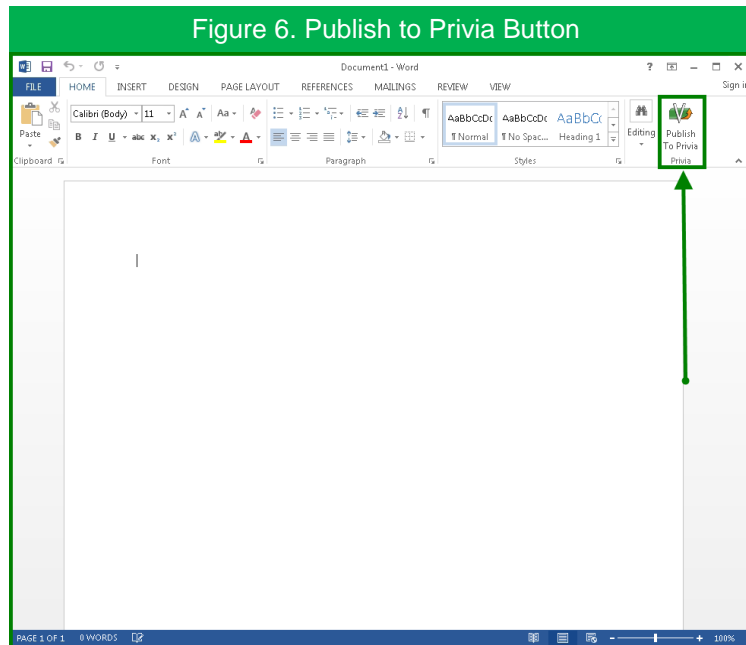 Figure 6. Publish to Privia Button
Document1 - Word
FILE HOME INSERT DESIGN PAGE LAYOUT REFERENCES MAILINGS REVIEW VIEW Sign i
Calibri (Body) 11 A A Aa AaBbCcDc AaBbCcDc AaBbCc
Paste B I U abc x₂ x² A ab A ¶ Normal ¶ No Spac... Heading 1 Editing Publish
To Privia
Clipboard Font Paragraph Styles Privia
PAGE 1 OF 1 0 WORDS 100%